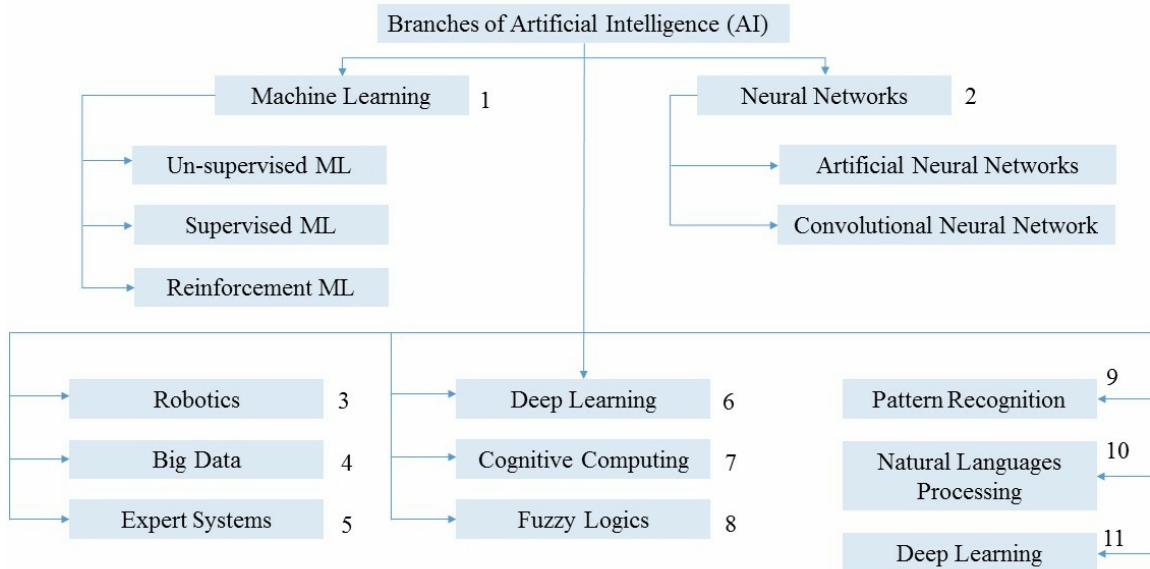 Branches of Artificial Intelligence (AI)
Machine Learning 1
Neural Networks 2
Un-supervised ML
Supervised ML
Reinforcement ML
Artificial Neural Networks
Convolutional Neural Network
Robotics 3
Big Data 4
Expert Systems 5
Deep Learning 6
Cognitive Computing 7
Fuzzy Logics 8
9
Pattern Recognition
10
Natural Languages
Processing
11
Deep Learning